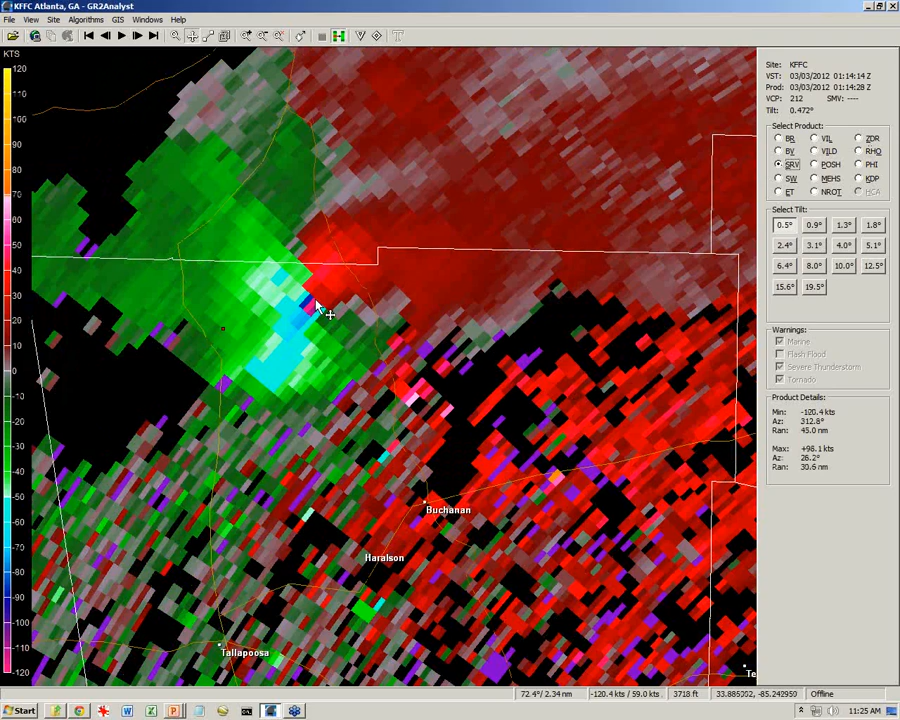 KFFC Atlanta, GA - GR2Analyst
File View Site Algorithms GIS Windows Help
KTS
120
110
100
90
80
70
60
50
40
30
20
10
0
-10
-20
-30
-40
-50
-60
-70
-80
-90
-100
-110
-120
Buchanan
Haralson
Tallapoosa
Te
Site: KFFC
VST: 03/03/2012 01:14:14 Z
Prod: 03/03/2012 01:14:28 Z
VCP: 212 SMV: ----
Tilt: 0.472°
Select Product:
BR VIL ZDR
BV VILD RHO
SRV POSH PHI
SW MEHS KDP
ET NROT HCA
Select Tilt:
0.5° 0.9° 1.3° 1.8°
2.4° 3.1° 4.0° 5.1°
6.4° 8.0° 10.0° 12.5°
15.6° 19.5°
Warnings:
Marine
Flash Flood
Severe Thunderstorm
Tornado
Product Details:
Min: -120.4 kts
Az: 312.6°
Ran: 45.0 nm
Max: +96.1 kts
Az: 26.2°
Ran: 30.6 nm
72.4°/ 2.34 nm -120.4 kts / 59.0 kts 3718 ft 33.885052, -85.242959 Offline
Start 11:25 AM